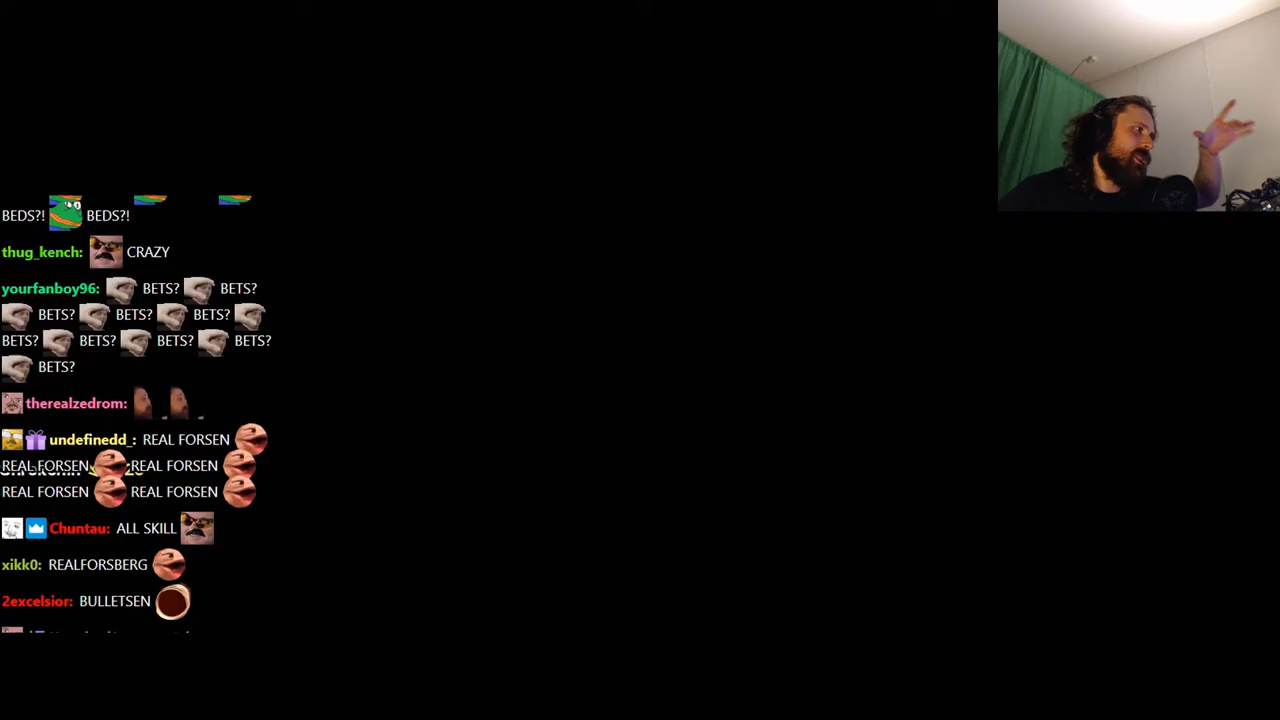 BEDS?! BEDS?!
thug_kench: CRAZY
yourfanboy96: BETS? BETS?
BETS? BETS? BETS?
BETS? BETS? BETS? BETS?
BETS?
therealzedrom:
undefinedd_: REAL FORSEN
REAL FORSEN REAL FORSEN
REAL FORSEN REAL FORSEN
Chuntau: ALL SKILL
xikk0: REALFORSBERG
2excelsior: BULLETSEN